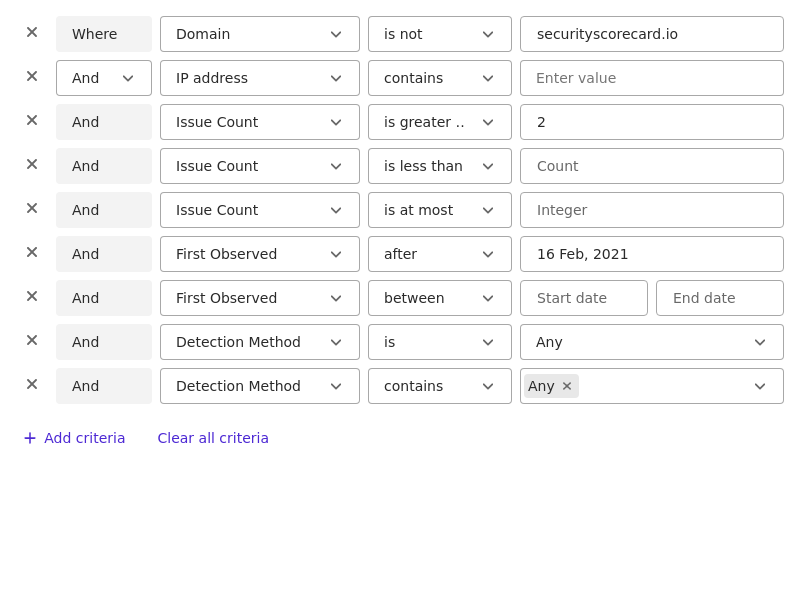 Where Domain is not securityscorecard.io
And IP address contains Enter value
And Issue Count is greater .. 2
And Issue Count is less than Count
And Issue Count is at most Integer
And First Observed after 16 Feb, 2021
And First Observed between Start date End date
And Detection Method is Any
And Detection Method contains Any
Add criteria Clear all criteria